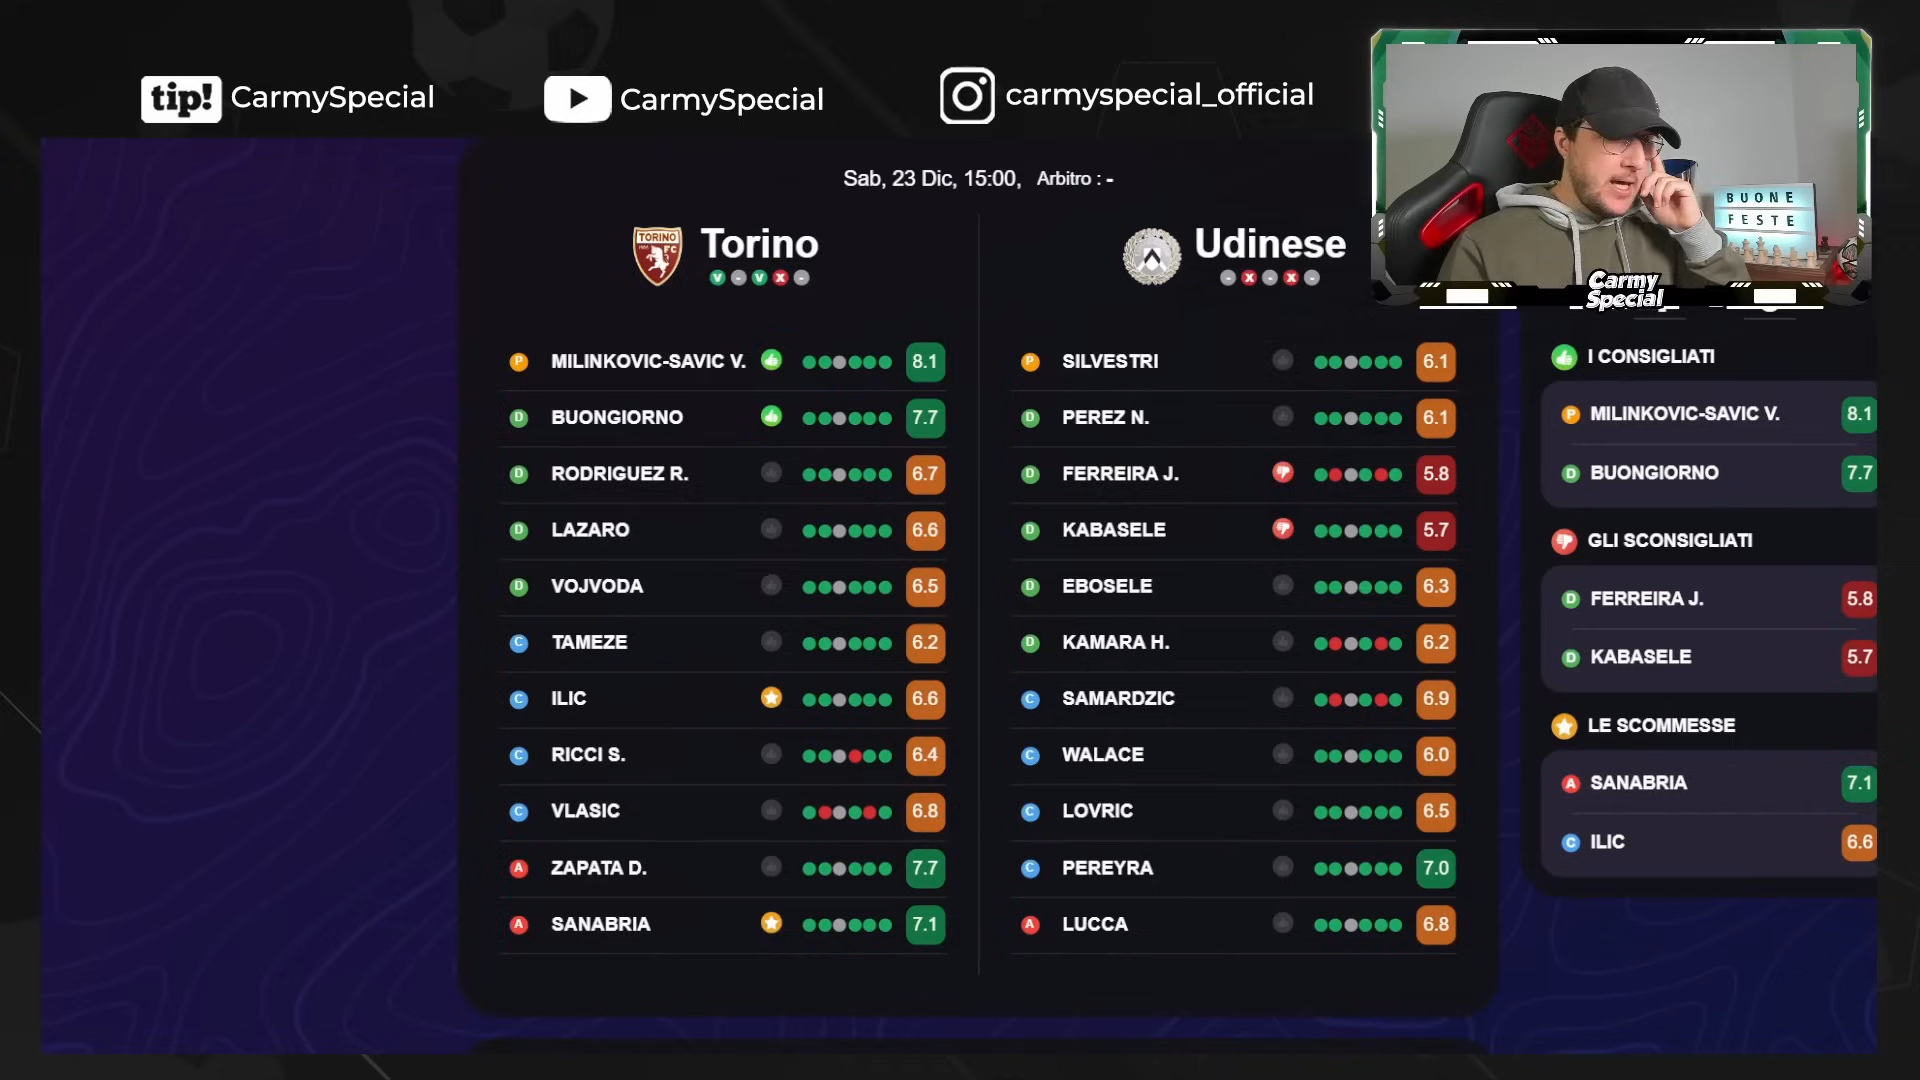 tip! CarmySpecial
CarmySpecial
carmyspecial_official
BUONE
FESTE
Carmy
Special
Sab, 23 Dic, 15:00, Arbitro : -
TORINO
FC
Torino
V - V X -
Udinese
- X - X -
P MILINKOVIC-SAVIC V. 8.1
D BUONGIORNO 7.7
D RODRIGUEZ R. 6.7
D LAZARO 6.6
D VOJVODA 6.5
C TAMEZE 6.2
C ILIC 6.6
C RICCI S. 6.4
C VLASIC 6.8
A ZAPATA D. 7.7
A SANABRIA 7.1
P SILVESTRI 6.1
D PEREZ N. 6.1
D FERREIRA J. 5.8
D KABASELE 5.7
D EBOSELE 6.3
D KAMARA H. 6.2
C SAMARDZIC 6.9
C WALACE 6.0
C LOVRIC 6.5
C PEREYRA 7.0
A LUCCA 6.8
I CONSIGLIATI
P MILINKOVIC-SAVIC V. 8.1
D BUONGIORNO 7.7
GLI SCONSIGLIATI
D FERREIRA J. 5.8
D KABASELE 5.7
LE SCOMMESSE
A SANABRIA 7.1
C ILIC 6.6